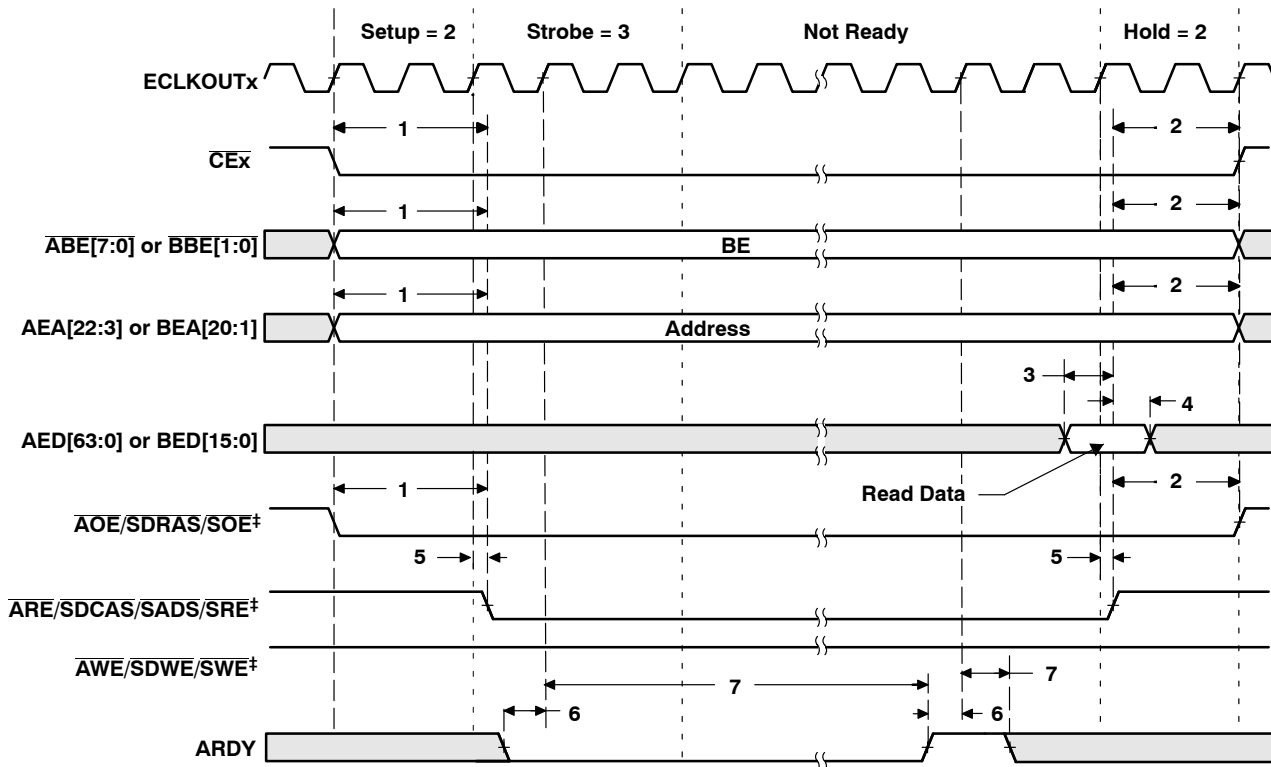 Setup = 2 Strobe = 3 Not Ready Hold = 2
ECLKOUTx
1 2
CEx
1 2
ABE[7:0] or BBE[1:0] BE
1 2
AEA[22:3] or BEA[20:1] Address
3
4
AED[63:0] or BED[15:0]
1 Read Data 2
AOE/SDRAS/SOE‡
5 5
ARE/SDCAS/SADS/SRE‡
AWE/SDWE/SWE‡
7 7
6 6
ARDY